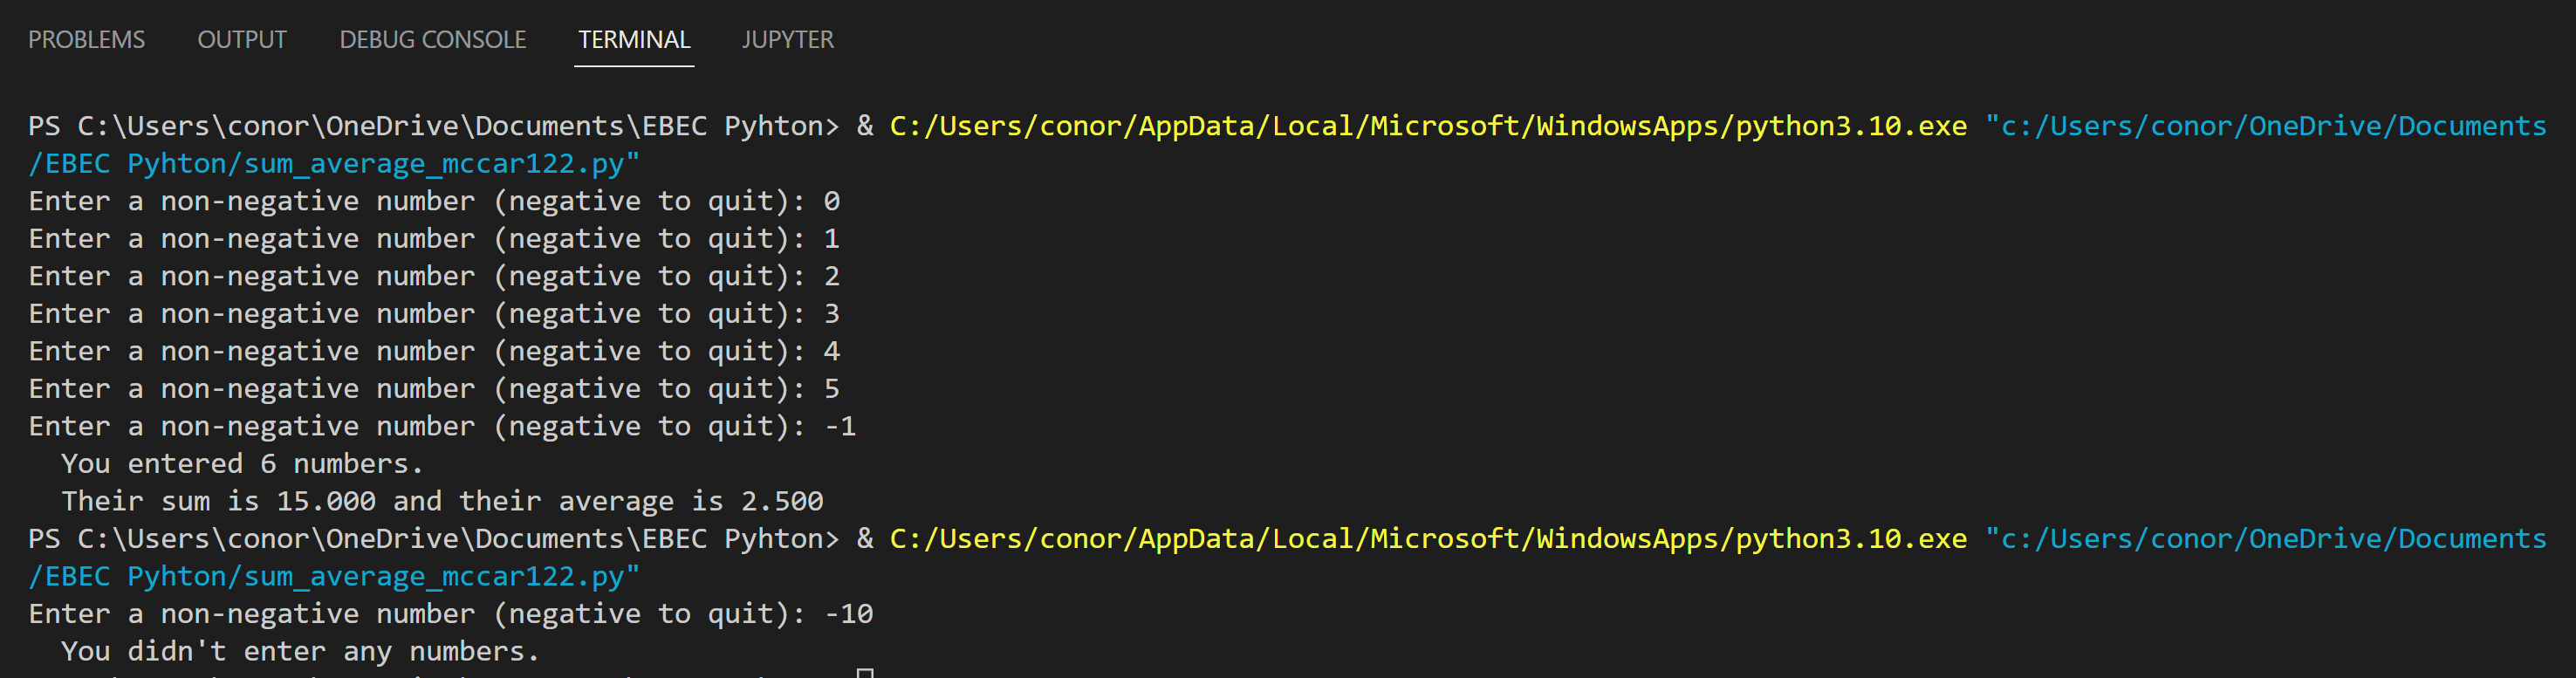 PROBLEMS OUTPUT DEBUG CONSOLE TERMINAL JUPYTER
PS C:\Users\conor\OneDrive\Documents\EBEC Pyhton> & C:/Users/conor/AppData/Local/Microsoft/WindowsApps/python3.10.exe "c:/Users/conor/OneDrive/Documents
/EBEC Pyhton/sum_average_mccar122.py"
Enter a non-negative number (negative to quit): 0
Enter a non-negative number (negative to quit): 1
Enter a non-negative number (negative to quit): 2
Enter a non-negative number (negative to quit): 3
Enter a non-negative number (negative to quit): 4
Enter a non-negative number (negative to quit): 5
Enter a non-negative number (negative to quit): -1
  You entered 6 numbers.
  Their sum is 15.000 and their average is 2.500
PS C:\Users\conor\OneDrive\Documents\EBEC Pyhton> & C:/Users/conor/AppData/Local/Microsoft/WindowsApps/python3.10.exe "c:/Users/conor/OneDrive/Documents
/EBEC Pyhton/sum_average_mccar122.py"
Enter a non-negative number (negative to quit): -10
  You didn't enter any numbers.